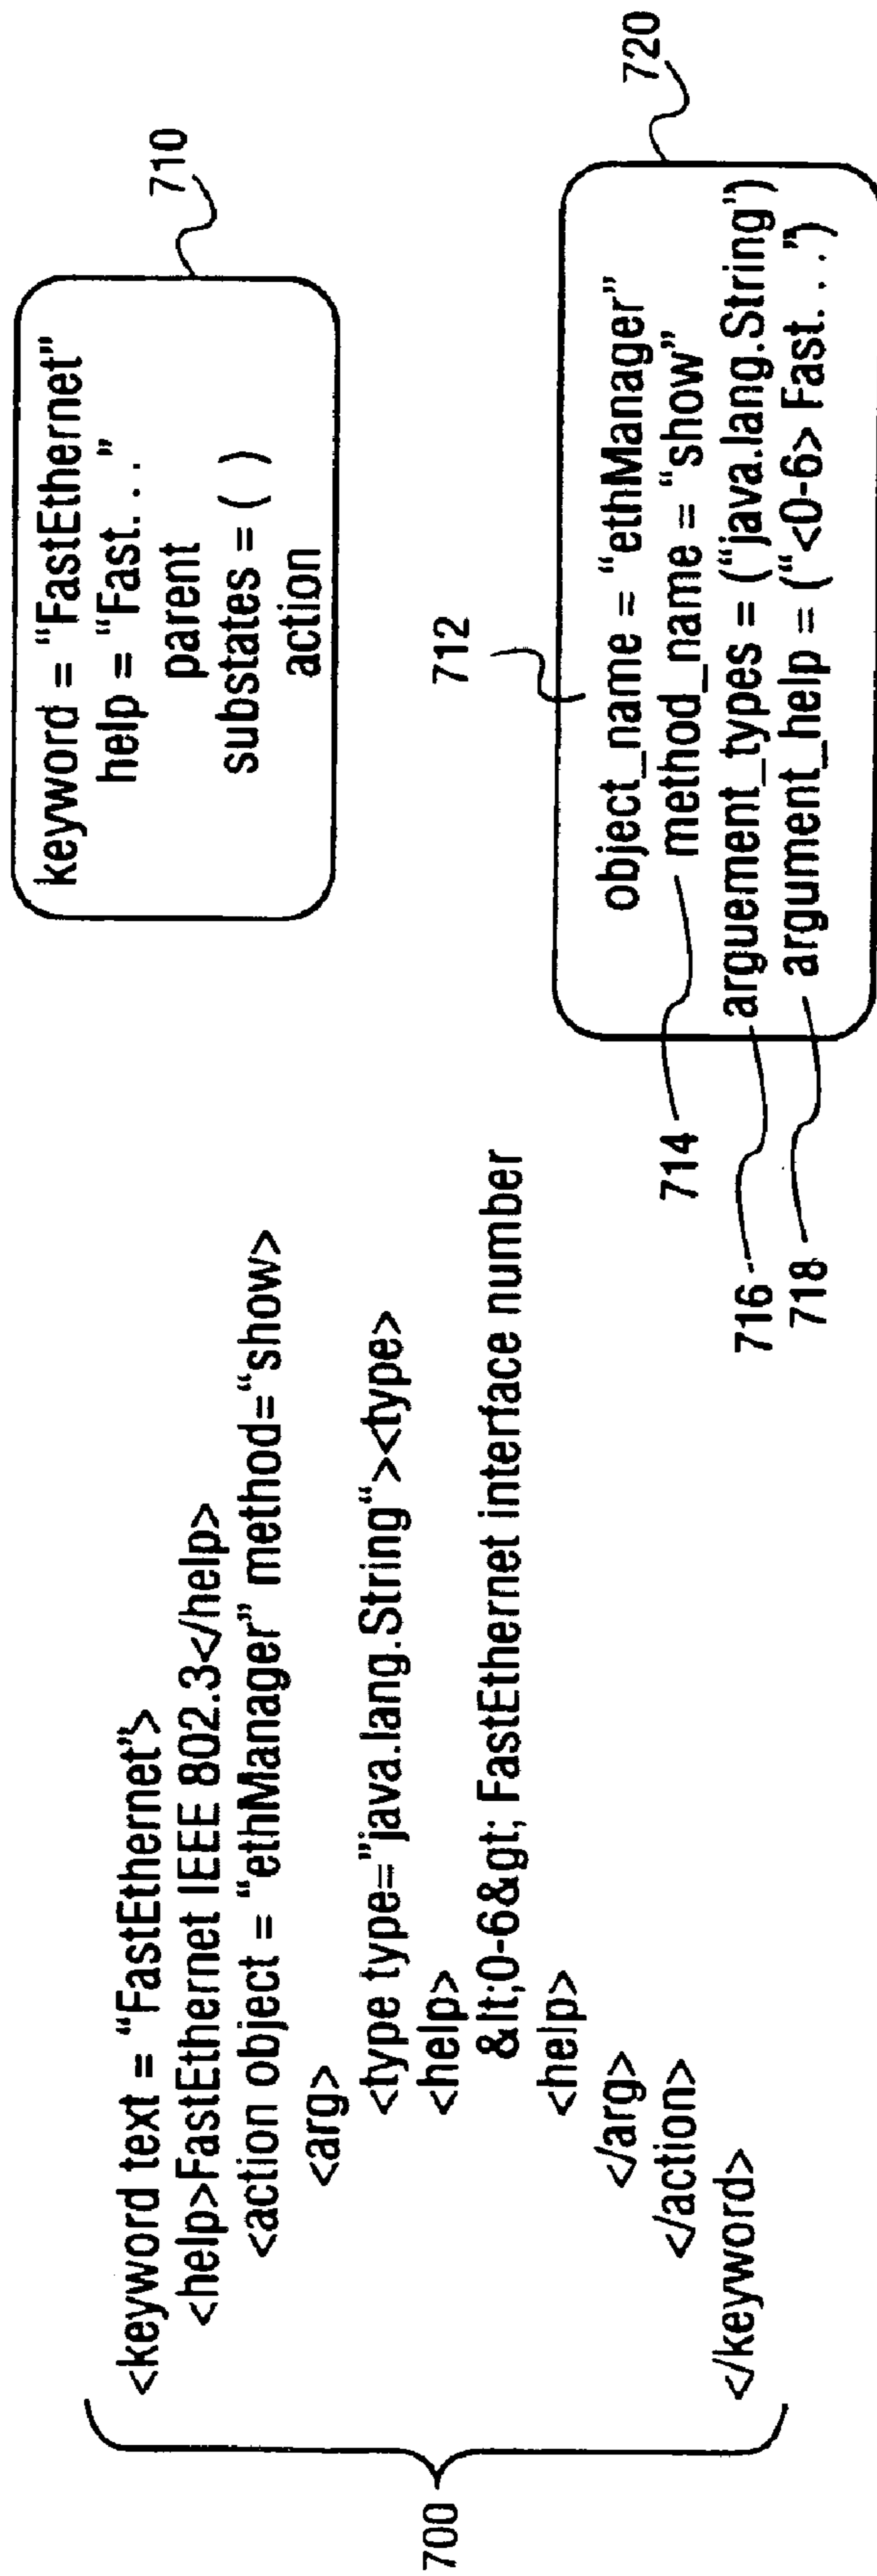 700
<keyword text = “FastEthernet”>
<help>FastEthernet IEEE 802.3</help>
<action object = “ethManager” method=“show>
<arg>
<type type=”java.lang.String“><type>
<help>
&lt;0-6&gt; FastEthernet interface number
<help>
</arg>
</action>
</keyword>
710
keyword = “FastEthernet”
help = “Fast. . . ”
parent
substates = ( )
action
712
720
object_name = “ethManager”
714
method_name = “show”
716
arguement_types = (“java.lang.String”)
718
argument_help = (“<0-6> Fast. . .”)